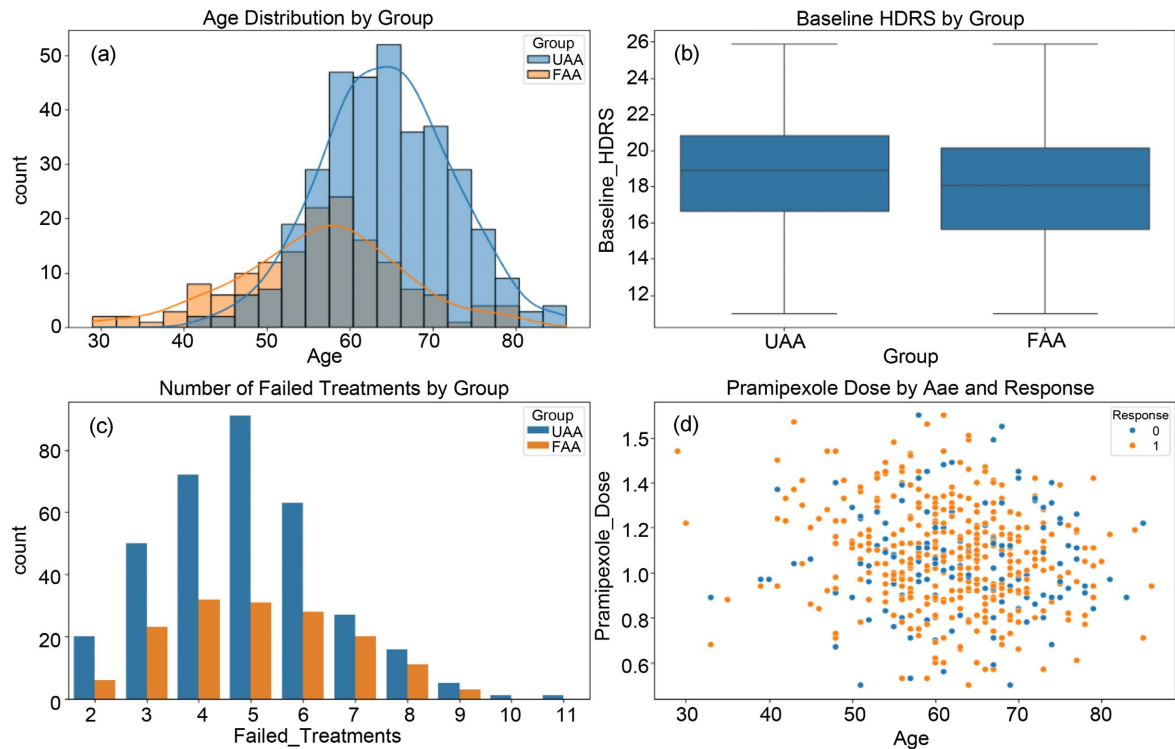 Age Distribution by Group
(a)
Group
UAA
FAA
count
50
40
30
20
10
0
30 40 50 60 70 80
Age
Baseline HDRS by Group
(b)
Baseline_HDRS
26
24
22
20
18
16
14
12
UAA FAA
Group
Number of Failed Treatments by Group
(c)
Group
UAA
FAA
count
80
60
40
20
0
2 3 4 5 6 7 8 9 10 11
Failed_Treatments
Pramipexole Dose by Aae and Response
(d)
Response
0
1
Pramipexole_Dose
1.5
1.4
1.2
1.0
0.8
0.6
30 40 50 60 70 80
Age